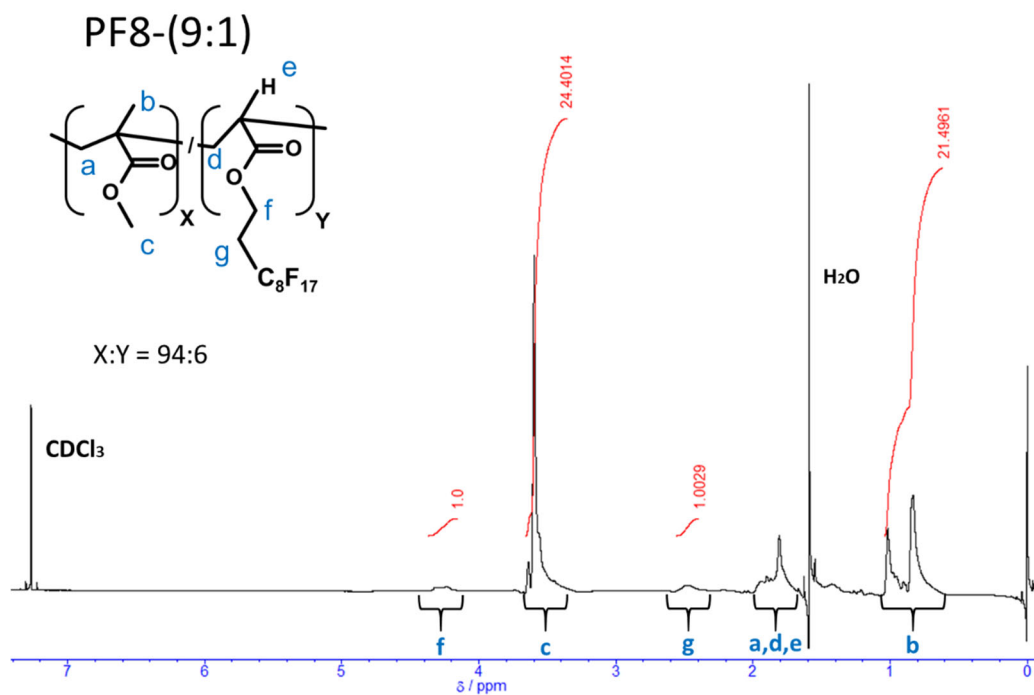 PF8-(9:1)
e
H
b
a
O
O
c
X
/
d
O
O
f
g
C₈F₁₇
Y
X:Y = 94:6
CDCl₃
H₂O
1.0
24.4014
1.0029
21.4961
f
c
g
a,d,e
b
7
6
5
4
3
2
1
0
δ / ppm